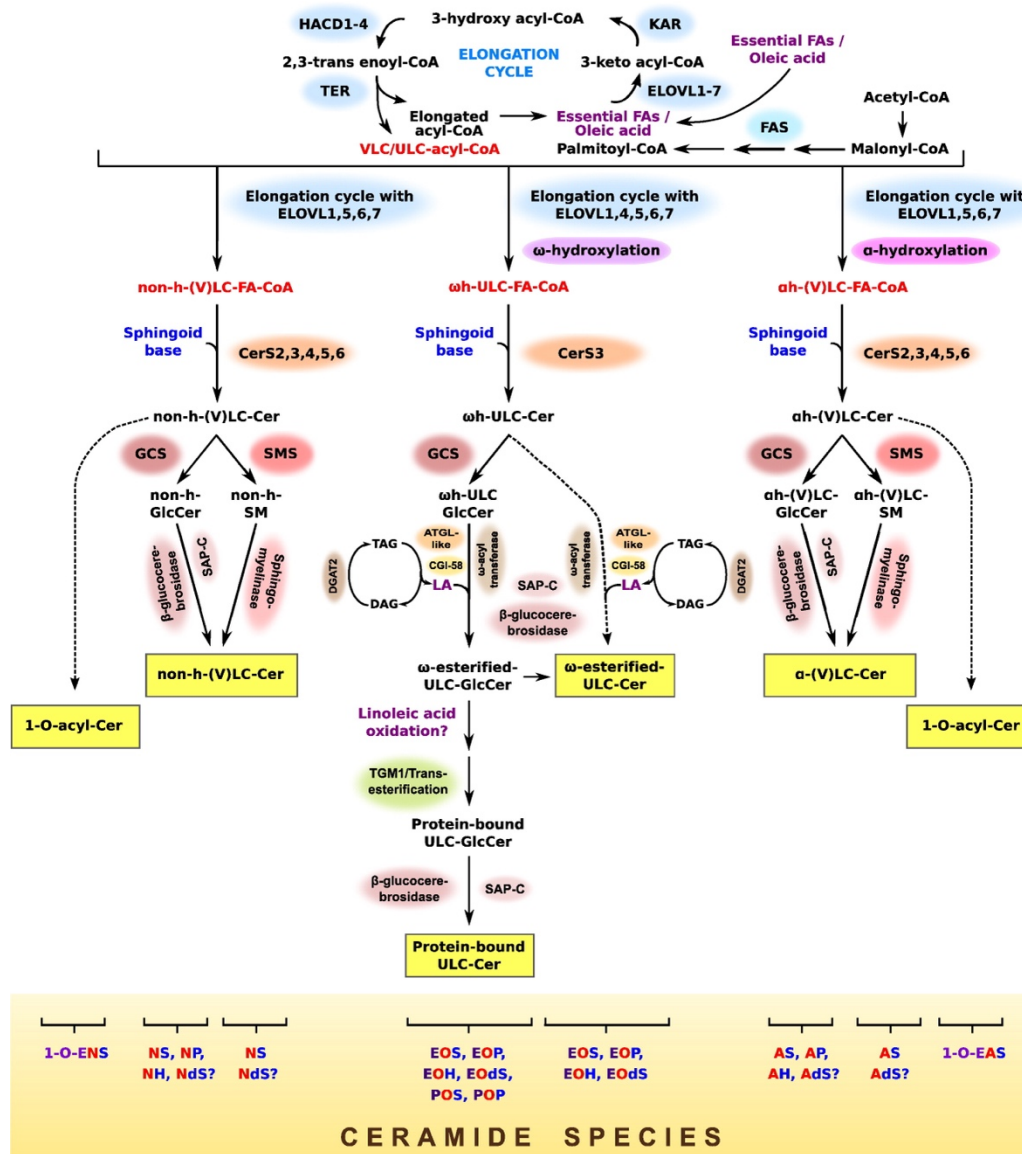 HACD1-4
3-hydroxy acyl-CoA
KAR
2,3-trans enoyl-CoA
ELONGATION
CYCLE
3-keto acyl-CoA
Essential FAs /
Oleic acid
TER
ELOVL1-7
Elongated
acyl-CoA
VLC/ULC-acyl-CoA
Essential FAs /
Oleic acid
Palmitoyl-CoA
FAS
Acetyl-CoA
Malonyl-CoA
Elongation cycle with
ELOVL1,5,6,7
Elongation cycle with
ELOVL1,4,5,6,7
Elongation cycle wit
ELOVL1,5,6,7
ω-hydroxylation
α-hydroxylation
non-h-(V)LC-FA-CoA
ωh-ULC-FA-CoA
αh-(V)LC-FA-CoA
Sphingoid
base
CerS2,3,4,5,6
Sphingoid
base
CerS3
Sphingoid
base
CerS2,3,4,5,6
non-h-(V)LC-Cer
ωh-ULC-Cer
αh-(V)LC-Cer
GCS
SMS
GCS
GCS
SMS
non-h-
GlcCer
non-h-
SM
ωh-ULC
GlcCer
αh-(V)LC-
GlcCer
αh-(V)LC-
SM
β-glucocere-
brosidase
SAP-C
Sphingo-
myelinase
DGAT2
TAG
DAG
ATGL-
like
CGI-58
LA
ω-acyl
transferase
SAP-C
β-glucocere-
brosidase
ω-acyl
transferase
ATGL-
like
CGI-58
LA
TAG
DAG
DGAT2
β-glucocere-
brosidase
SAP-C
Sphingo-
myelinase
non-h-(V)LC-Cer
ω-esterified-
ULC-GlcCer
ω-esterified-
ULC-Cer
α-(V)LC-Cer
1-O-acyl-Cer
Linoleic acid
oxidation?
1-O-acyl-Cer
TGM1/Trans-
esterification
Protein-bound
ULC-GlcCer
β-glucocere-
brosidase
SAP-C
Protein-bound
ULC-Cer
1-O-ENS
NS, NP,
NH, NdS?
NS
NdS?
EOS, EOP,
EOH, EOdS,
POS, POP
EOS, EOP,
EOH, EOdS
AS, AP,
AH, AdS?
AS
AdS?
1-O-EAS
CERAMIDE SPECIES